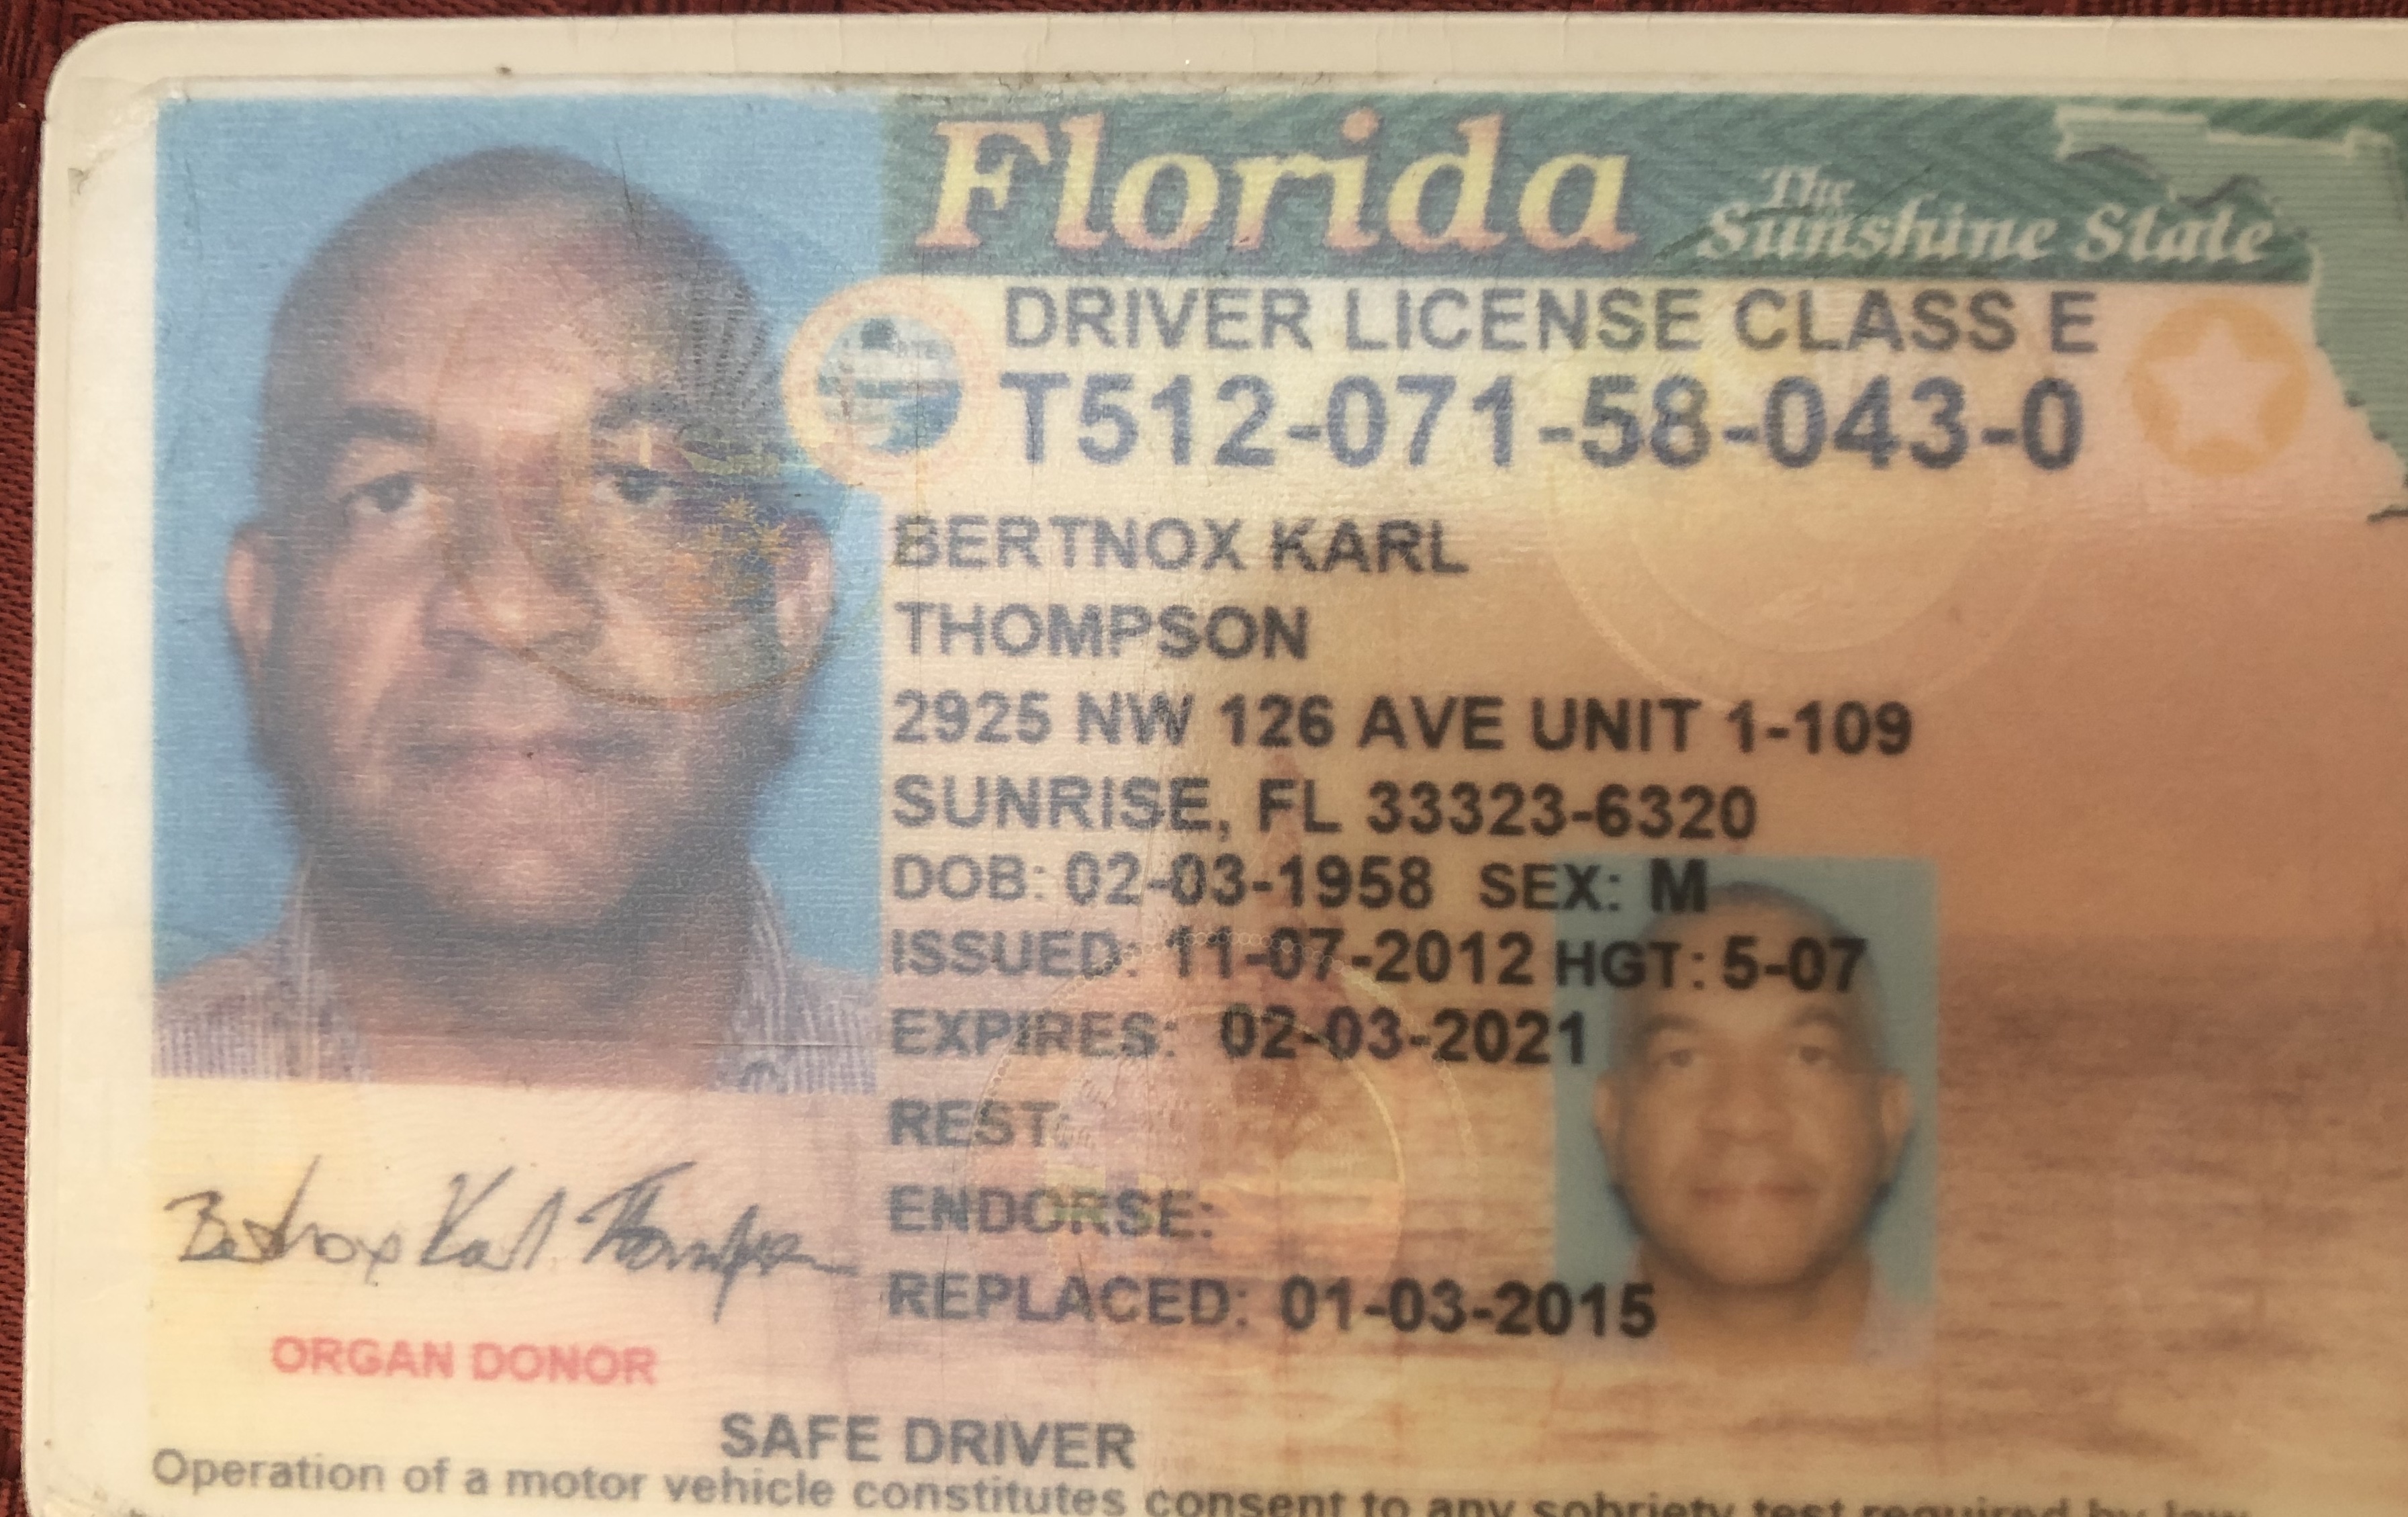 Florida The Sunshine State
DRIVER LICENSE CLASS E
T512-071-58-043-0
BERTNOX KARL
THOMPSON
2925 NW 126 AVE UNIT 1-109
SUNRISE, FL 33323-6320
DOB: 02-03-1958 SEX: M
ISSUED: 11-07-2012 HGT: 5-07
EXPIRES: 02-03-2021
REST:
ENDORSE:
REPLACED: 01-03-2015
Bertnox Karl Thompson
ORGAN DONOR
SAFE DRIVER
Operation of a motor vehicle constitutes consent to any sobriety test required by law